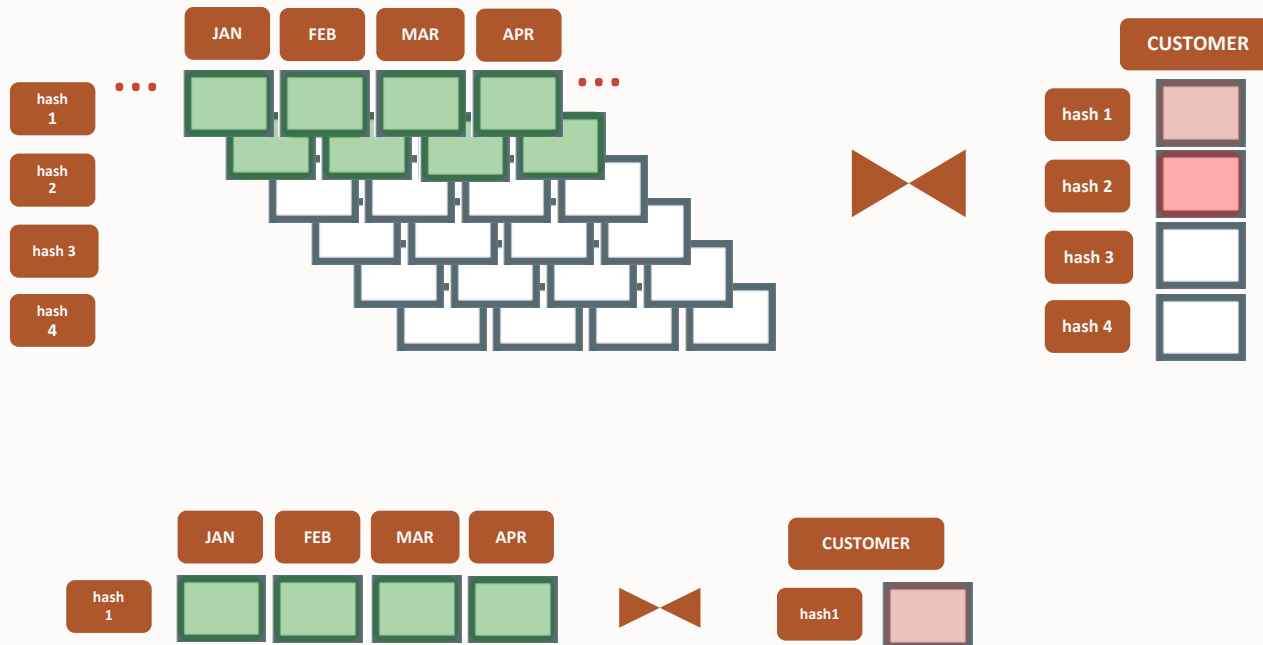 JAN FEB MAR APR
CUSTOMER
...
...
hash
1
hash 1
hash
2
hash 2
hash 3
hash 3
hash
4
hash 4
JAN FEB MAR APR
CUSTOMER
hash
1
hash1